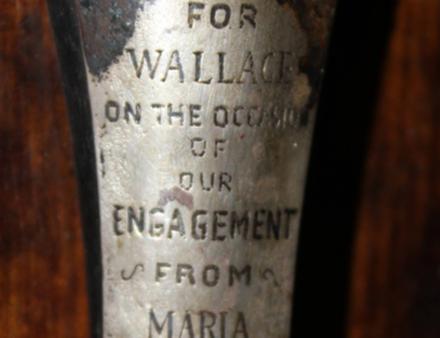 FOR
WALLACE
ON THE OCCASION
OF
OUR
ENGAGEMENT
~ FROM ~
MARIA